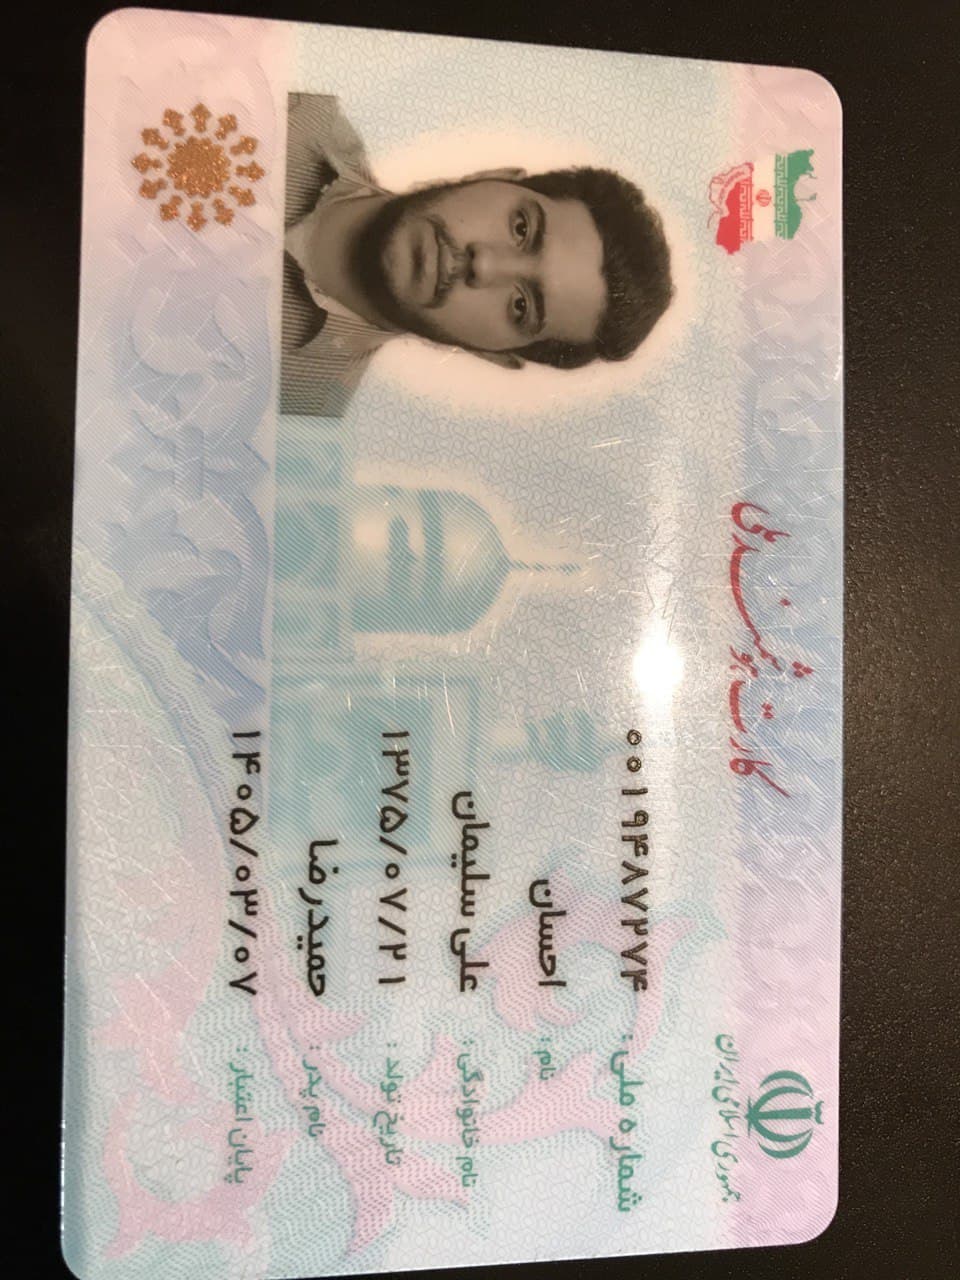 جمهوری اسلامی ایران
کارت هوشمند ملی
شماره ملی: ۰۰۱۹۴۸۷۲۷۴
نام: احسان
نام خانوادگی: علی سلیمان
تاریخ تولد: ۱۳۷۵/۰۷/۲۱
نام پدر: حمیدرضا
پایان اعتبار: ۱۴۰۵/۰۳/۰۷